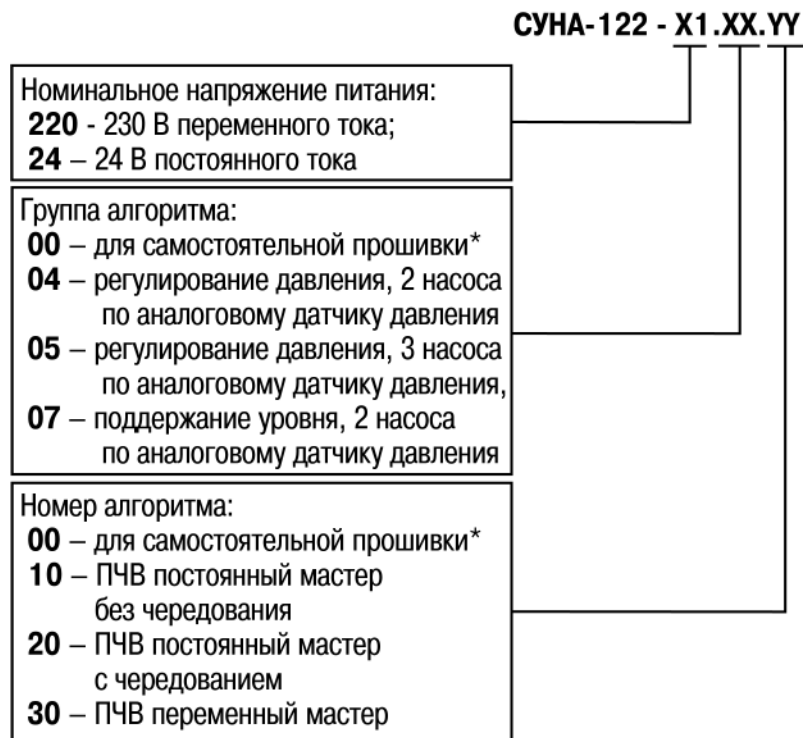 СУНА-122 - X1.XX.YY
Номинальное напряжение питания:
220 - 230 В переменного тока;
24 – 24 В постоянного тока
Группа алгоритма:
00 – для самостоятельной прошивки*
04 – регулирование давления, 2 насоса
по аналоговому датчику давления
05 – регулирование давления, 3 насоса
по аналоговому датчику давления,
07 – поддержание уровня, 2 насоса
по аналоговому датчику давления
Номер алгоритма:
00 – для самостоятельной прошивки*
10 – ПЧВ постоянный мастер
без чередования
20 – ПЧВ постоянный мастер
с чередованием
30 – ПЧВ переменный мастер